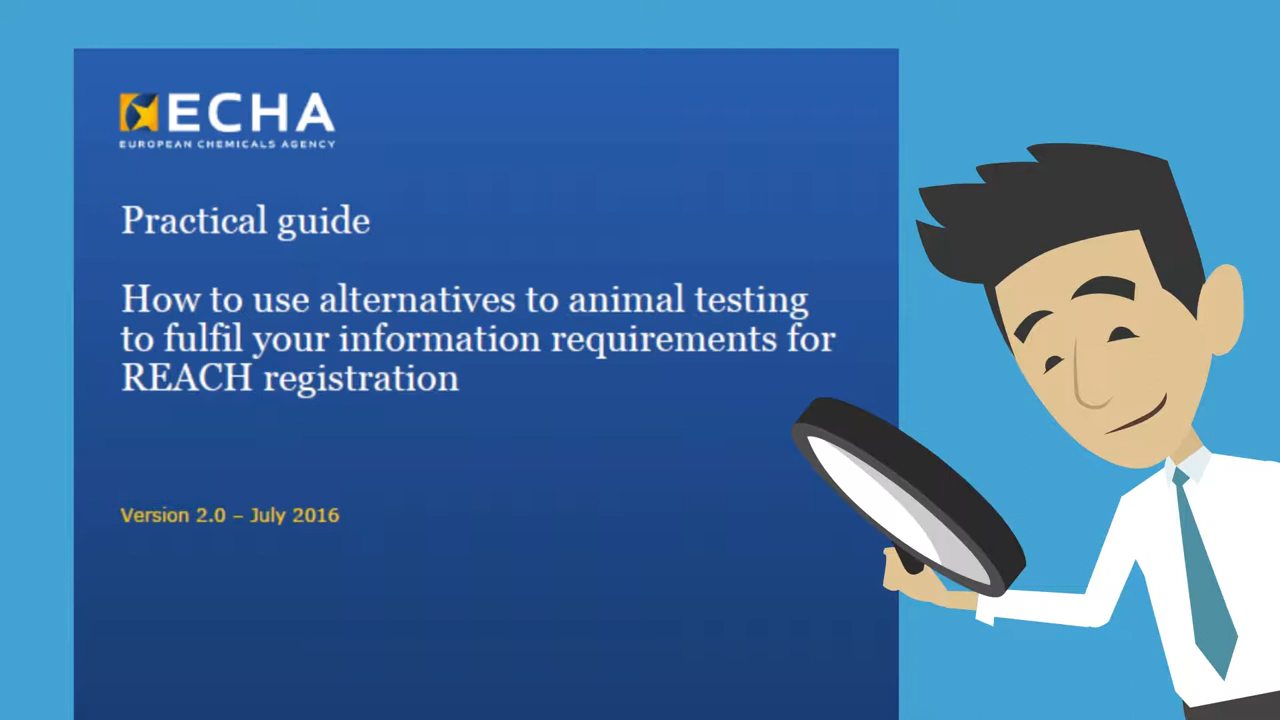 ECHA
EUROPEAN CHEMICALS AGENCY
Practical guide
How to use alternatives to animal testing
to fulfil your information requirements for
REACH registration
Version 2.0 – July 2016